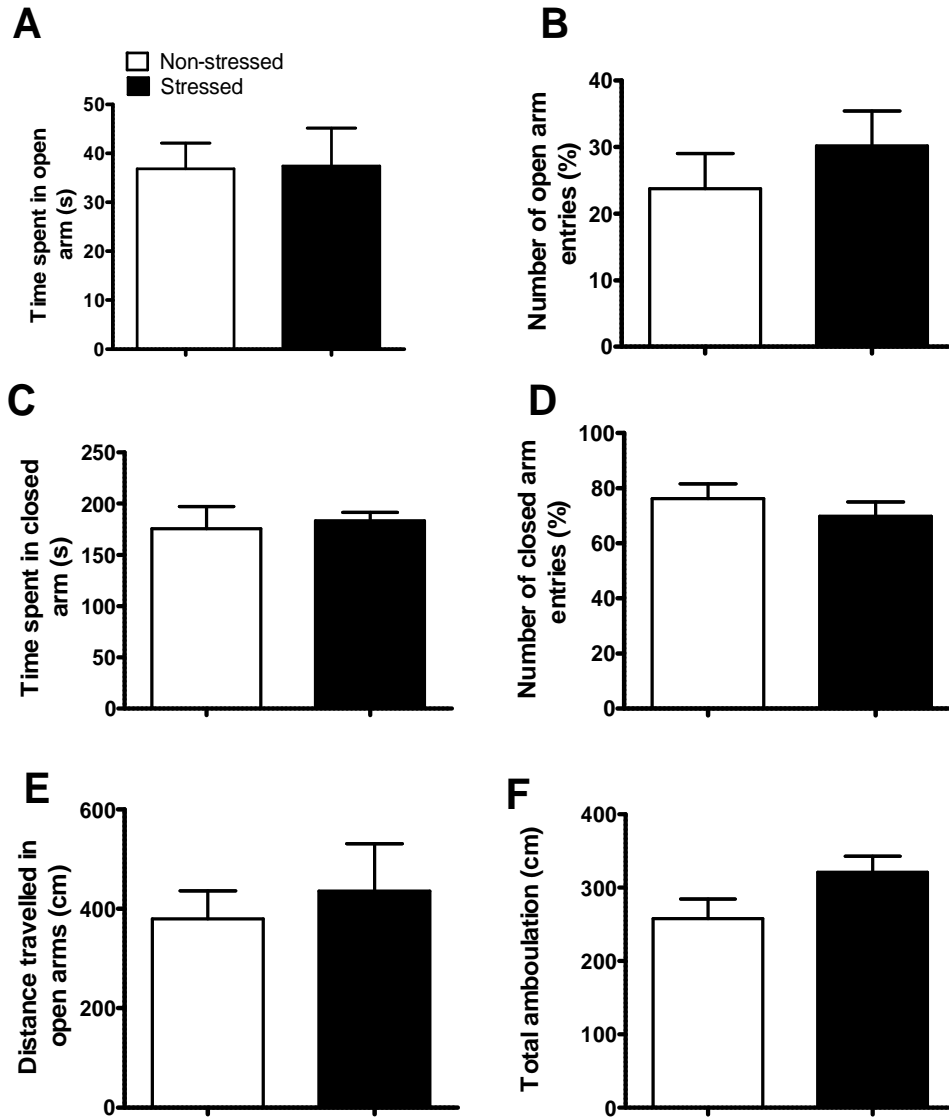 A
Non-stressed
Stressed
Time spent in open
arm (s)
50
40
30
20
10
0
B
Number of open arm
entries (%)
40
30
20
10
0
C
Time spent in closed
arm (s)
250
200
150
100
50
0
D
Number of closed arm
entries (%)
100
80
60
40
20
0
E
Distance travelled in
open arms (cm)
600
400
200
0
F
Total amboulation (cm)
400
300
200
100
0